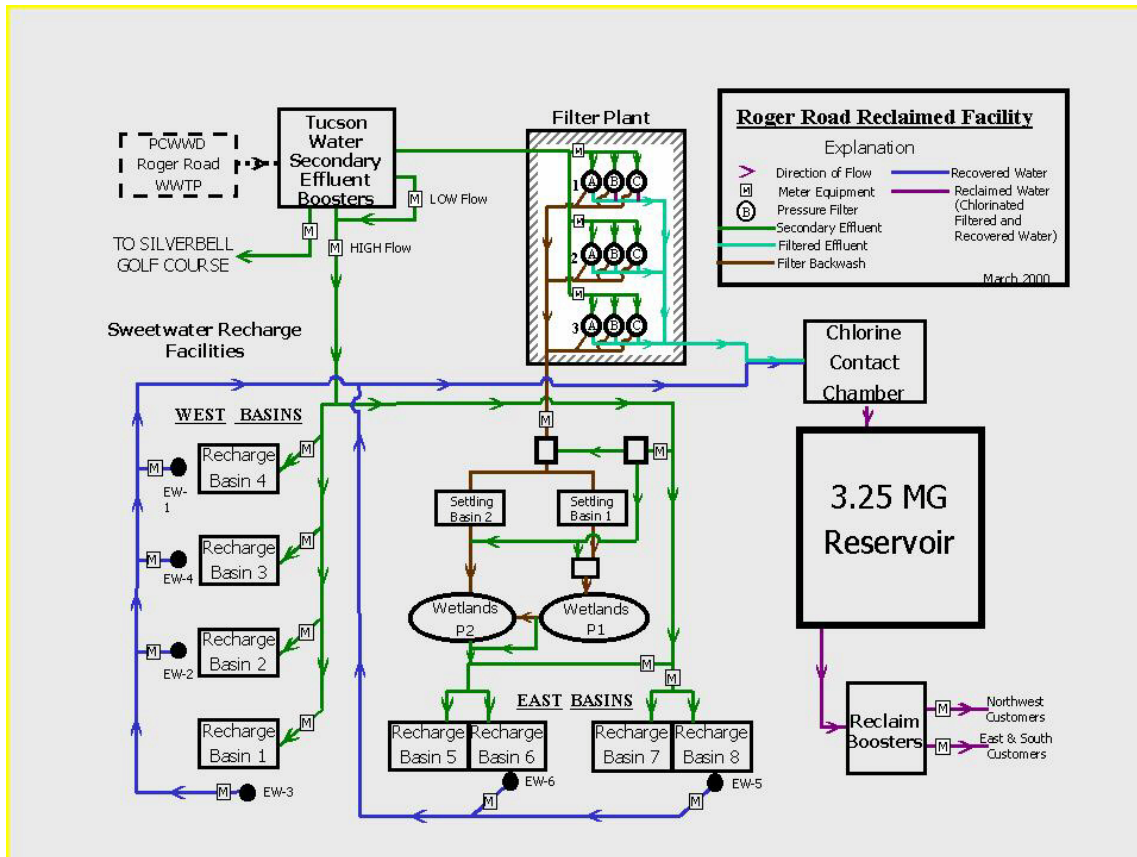 PCWWD
Roger Road
WWTP
Tucson
Water
Secondary
Effluent
Boosters
M
LOW Flow
M
M
HIGH Flow
TO SILVERBELL
GOLF COURSE
Filter Plant
M
1
A
B
C
M
2
A
B
C
M
3
A
B
C
Roger Road Reclaimed Facility
Explanation
Direction of Flow
M
Meter Equipment
B
Pressure Filter
Secondary Effluent
Filtered Effluent
Filter Backwash
Recovered Water
Reclaimed Water
(Chlorinated
Filtered and
Recovered Water)
March 2000
Sweetwater Recharge
Facilities
WEST BASINS
M
Recharge
Basin 4
M
EW-
1
M
Recharge
Basin 3
M
EW-4
M
Recharge
Basin 2
M
EW-2
M
Recharge
Basin 1
M
EW-3
M
M
Settling
Basin 2
Settling
Basin 1
Wetlands
P2
Wetlands
P1
M
M
EAST BASINS
Recharge
Basin 5
Recharge
Basin 6
Recharge
Basin 7
Recharge
Basin 8
EW-6
M
EW-5
M
Chlorine
Contact
Chamber
3.25 MG
Reservoir
Reclaim
Boosters
M
Northwest
Customers
M
East & South
Customers